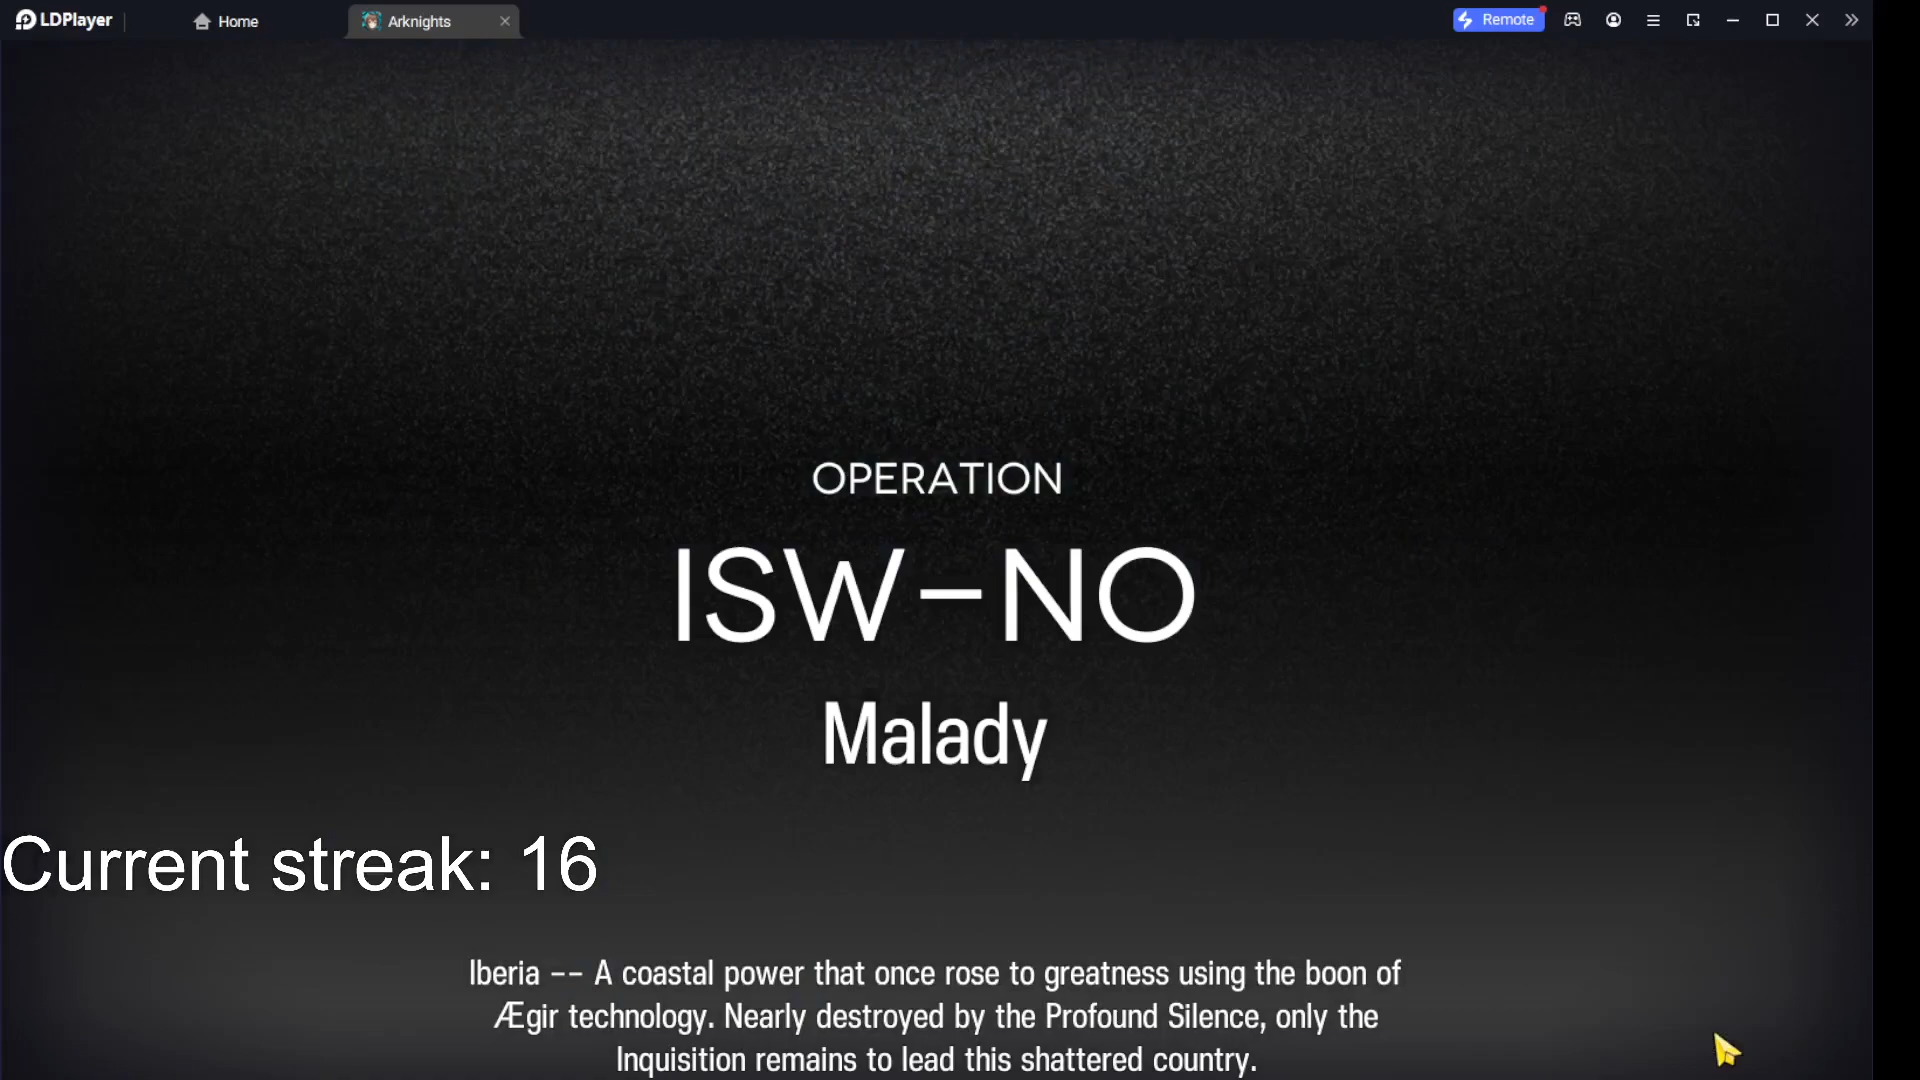 LDPlayer
Home
Arknights
Remote
OPERATION
ISW-NO
Malady
Current streak: 16
Iberia -- A coastal power that once rose to greatness using the boon of
Ægir technology. Nearly destroyed by the Profound Silence, only the
Inquisition remains to lead this shattered country.